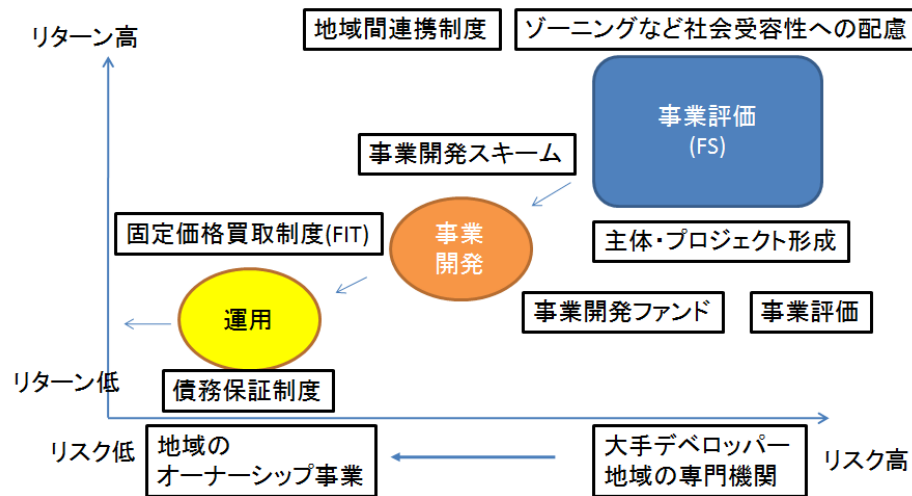 地域間連携制度
ゾーニングなど社会受容性への配慮
リターン高
事業評価
(FS)
事業開発スキーム
固定価格買取制度(FIT)
事業
開発
主体・プロジェクト形成
事業開発ファンド
事業評価
運用
リターン低
債務保証制度
リスク低
地域の
オーナーシップ事業
大手デベロッパー
地域の専門機関
リスク高